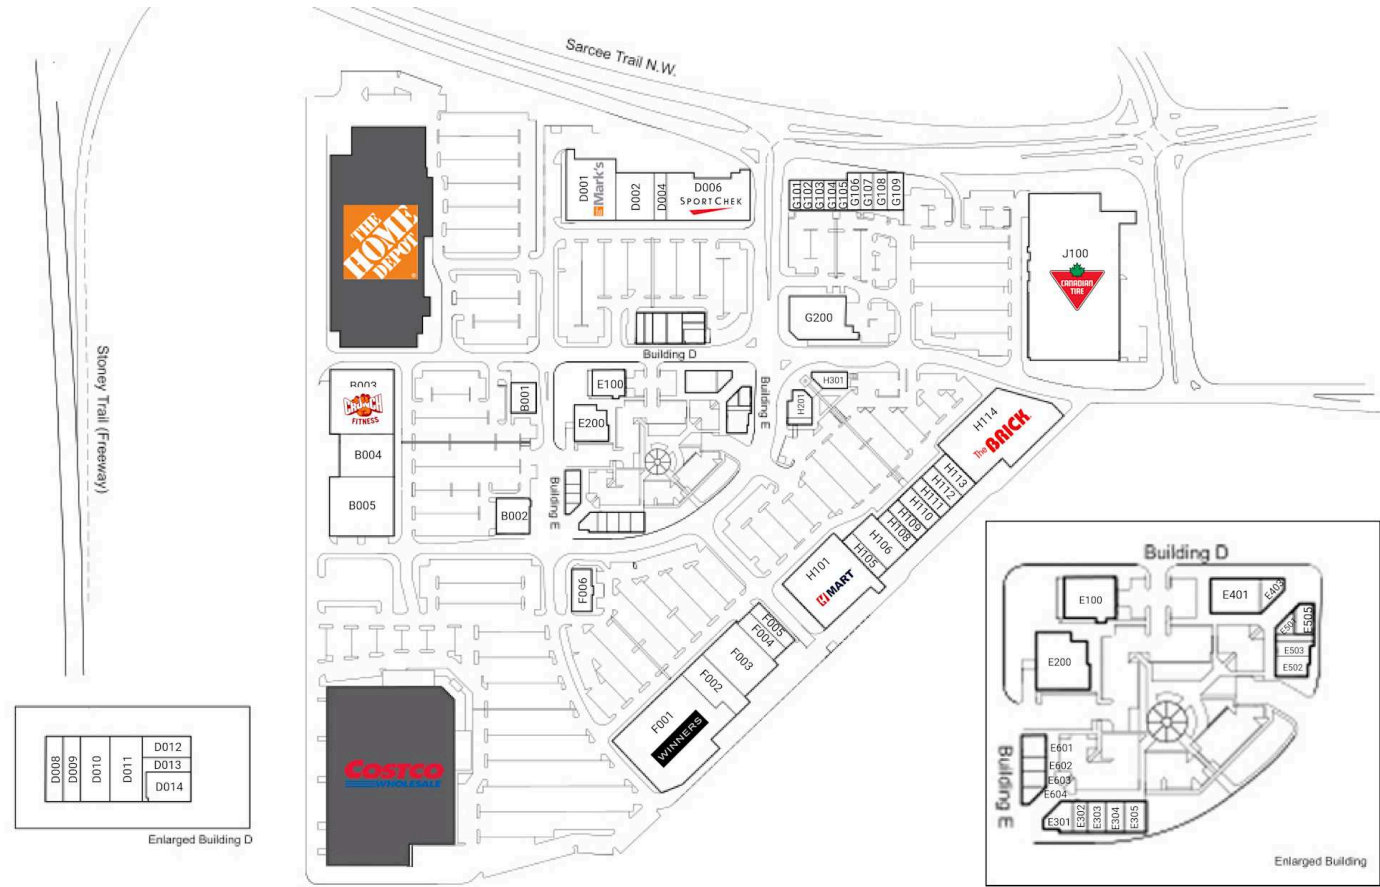 Sarcee Trail N.W.
Stoney Trail (Freeway)
THE
HOME
DEPOT
D001
Mark's
D002
D004
D006
SPORTCHEK
G101
G102
G103
G104
G105
G106
G107
G108
G109
J100
CANADIAN
TIRE
G200
Building D
B003
CRUNCH
FITNESS
B004
B005
B001
B002
E100
E200
Building E
Building E
H301
H201
H114
The BRICK
H113
H112
H111
H110
H109
H108
H106
H105
H101
H MART
F006
F005
F004
F003
F002
F001
WINNERS
COSTCO
WHOLESALE
D008
D009
D010
D011
D012
D013
D014
Enlarged Building D
Building D
E100
E401
E403
E501
E505
E503
E502
E200
Building E
E601
E602
E603
E604
E301
E302
E303
E304
E305
Enlarged Building